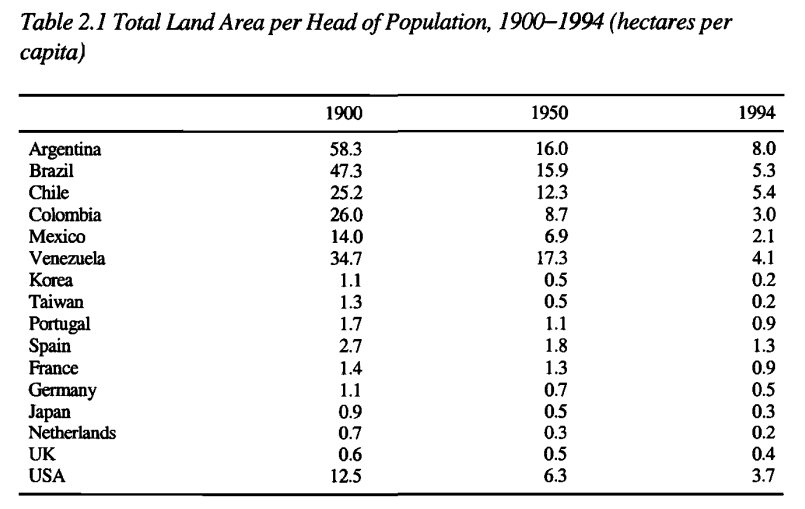 Table 2.1 Total Land Area per Head of Population, 1900–1994 (hectares per
capita)
1900 1950 1994
Argentina 58.3 16.0 8.0
Brazil 47.3 15.9 5.3
Chile 25.2 12.3 5.4
Colombia 26.0 8.7 3.0
Mexico 14.0 6.9 2.1
Venezuela 34.7 17.3 4.1
Korea 1.1 0.5 0.2
Taiwan 1.3 0.5 0.2
Portugal 1.7 1.1 0.9
Spain 2.7 1.8 1.3
France 1.4 1.3 0.9
Germany 1.1 0.7 0.5
Japan 0.9 0.5 0.3
Netherlands 0.7 0.3 0.2
UK 0.6 0.5 0.4
USA 12.5 6.3 3.7